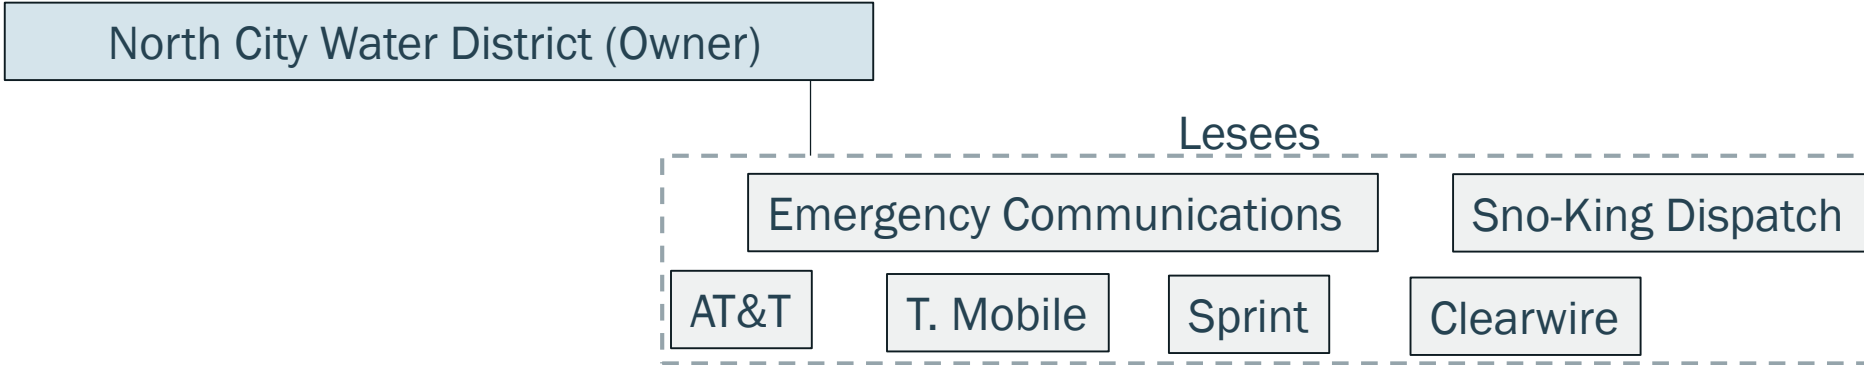 North City Water District (Owner)
Lesees
Emergency Communications
Sno-King Dispatch
AT&T
T. Mobile
Sprint
Clearwire